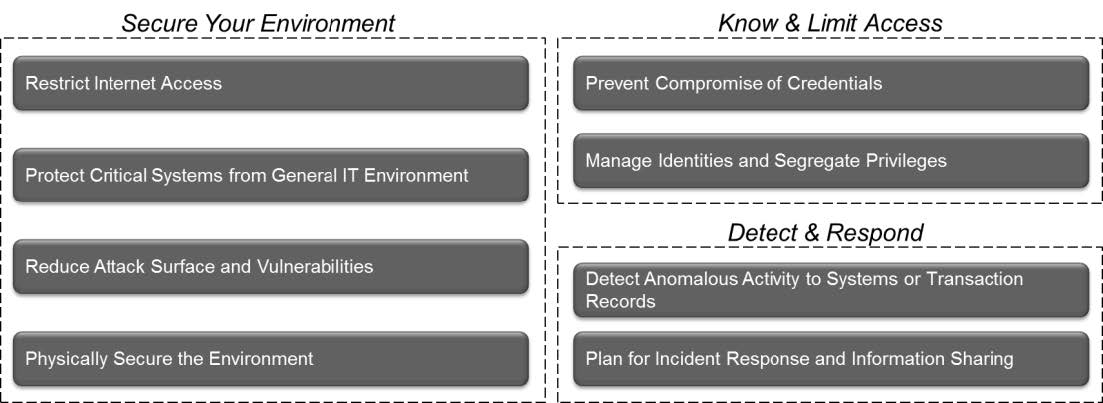 Secure Your Environment
Restrict Internet Access
Protect Critical Systems from General IT Environment
Reduce Attack Surface and Vulnerabilities
Physically Secure the Environment
Know & Limit Access
Prevent Compromise of Credentials
Manage Identities and Segregate Privileges
Detect & Respond
Detect Anomalous Activity to Systems or Transaction
Records
Plan for Incident Response and Information Sharing